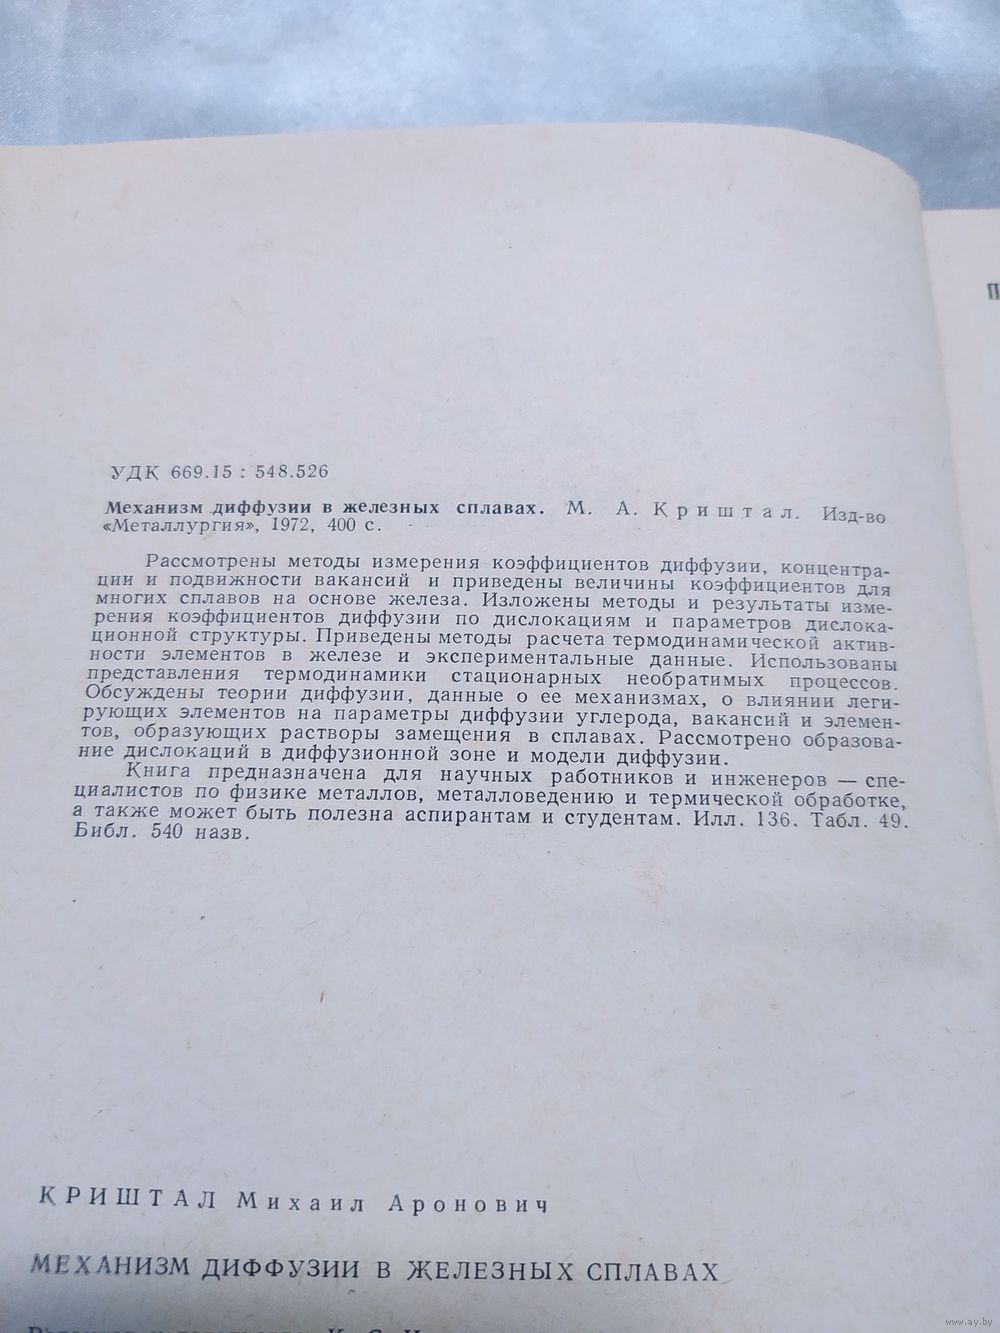 УДК 669.15 : 548.526
Механизм диффузии в железных сплавах. М. А. Криштал. Изд-во
«Металлургия», 1972, 400 с.
Рассмотрены методы измерения коэффициентов диффузии, концентра-
ции и подвижности вакансий и приведены величины коэффициентов для
многих сплавов на основе железа. Изложены методы и результаты изме-
рения коэффициентов диффузии по дислокациям и параметров дислока-
ционной структуры. Приведены методы расчета термодинамической актив-
ности элементов в железе и экспериментальные данные. Использованы
представления термодинамики стационарных необратимых процессов.
Обсуждены теории диффузии, данные о ее механизмах, о влиянии леги-
рующих элементов на параметры диффузии углерода, вакансий и элемен-
тов, образующих растворы замещения в сплавах. Рассмотрено образова-
ние дислокаций в диффузионной зоне и модели диффузии.
Книга предназначена для научных работников и инженеров — спе-
циалистов по физике металлов, металловедению и термической обработке,
а также может быть полезна аспирантам и студентам. Илл. 136. Табл. 49.
Библ. 540 назв.
КРИШТАЛ Михаил Аронович
МЕХАНИЗМ ДИФФУЗИИ В ЖЕЛЕЗНЫХ СПЛАВАХ
П
www.ay.by